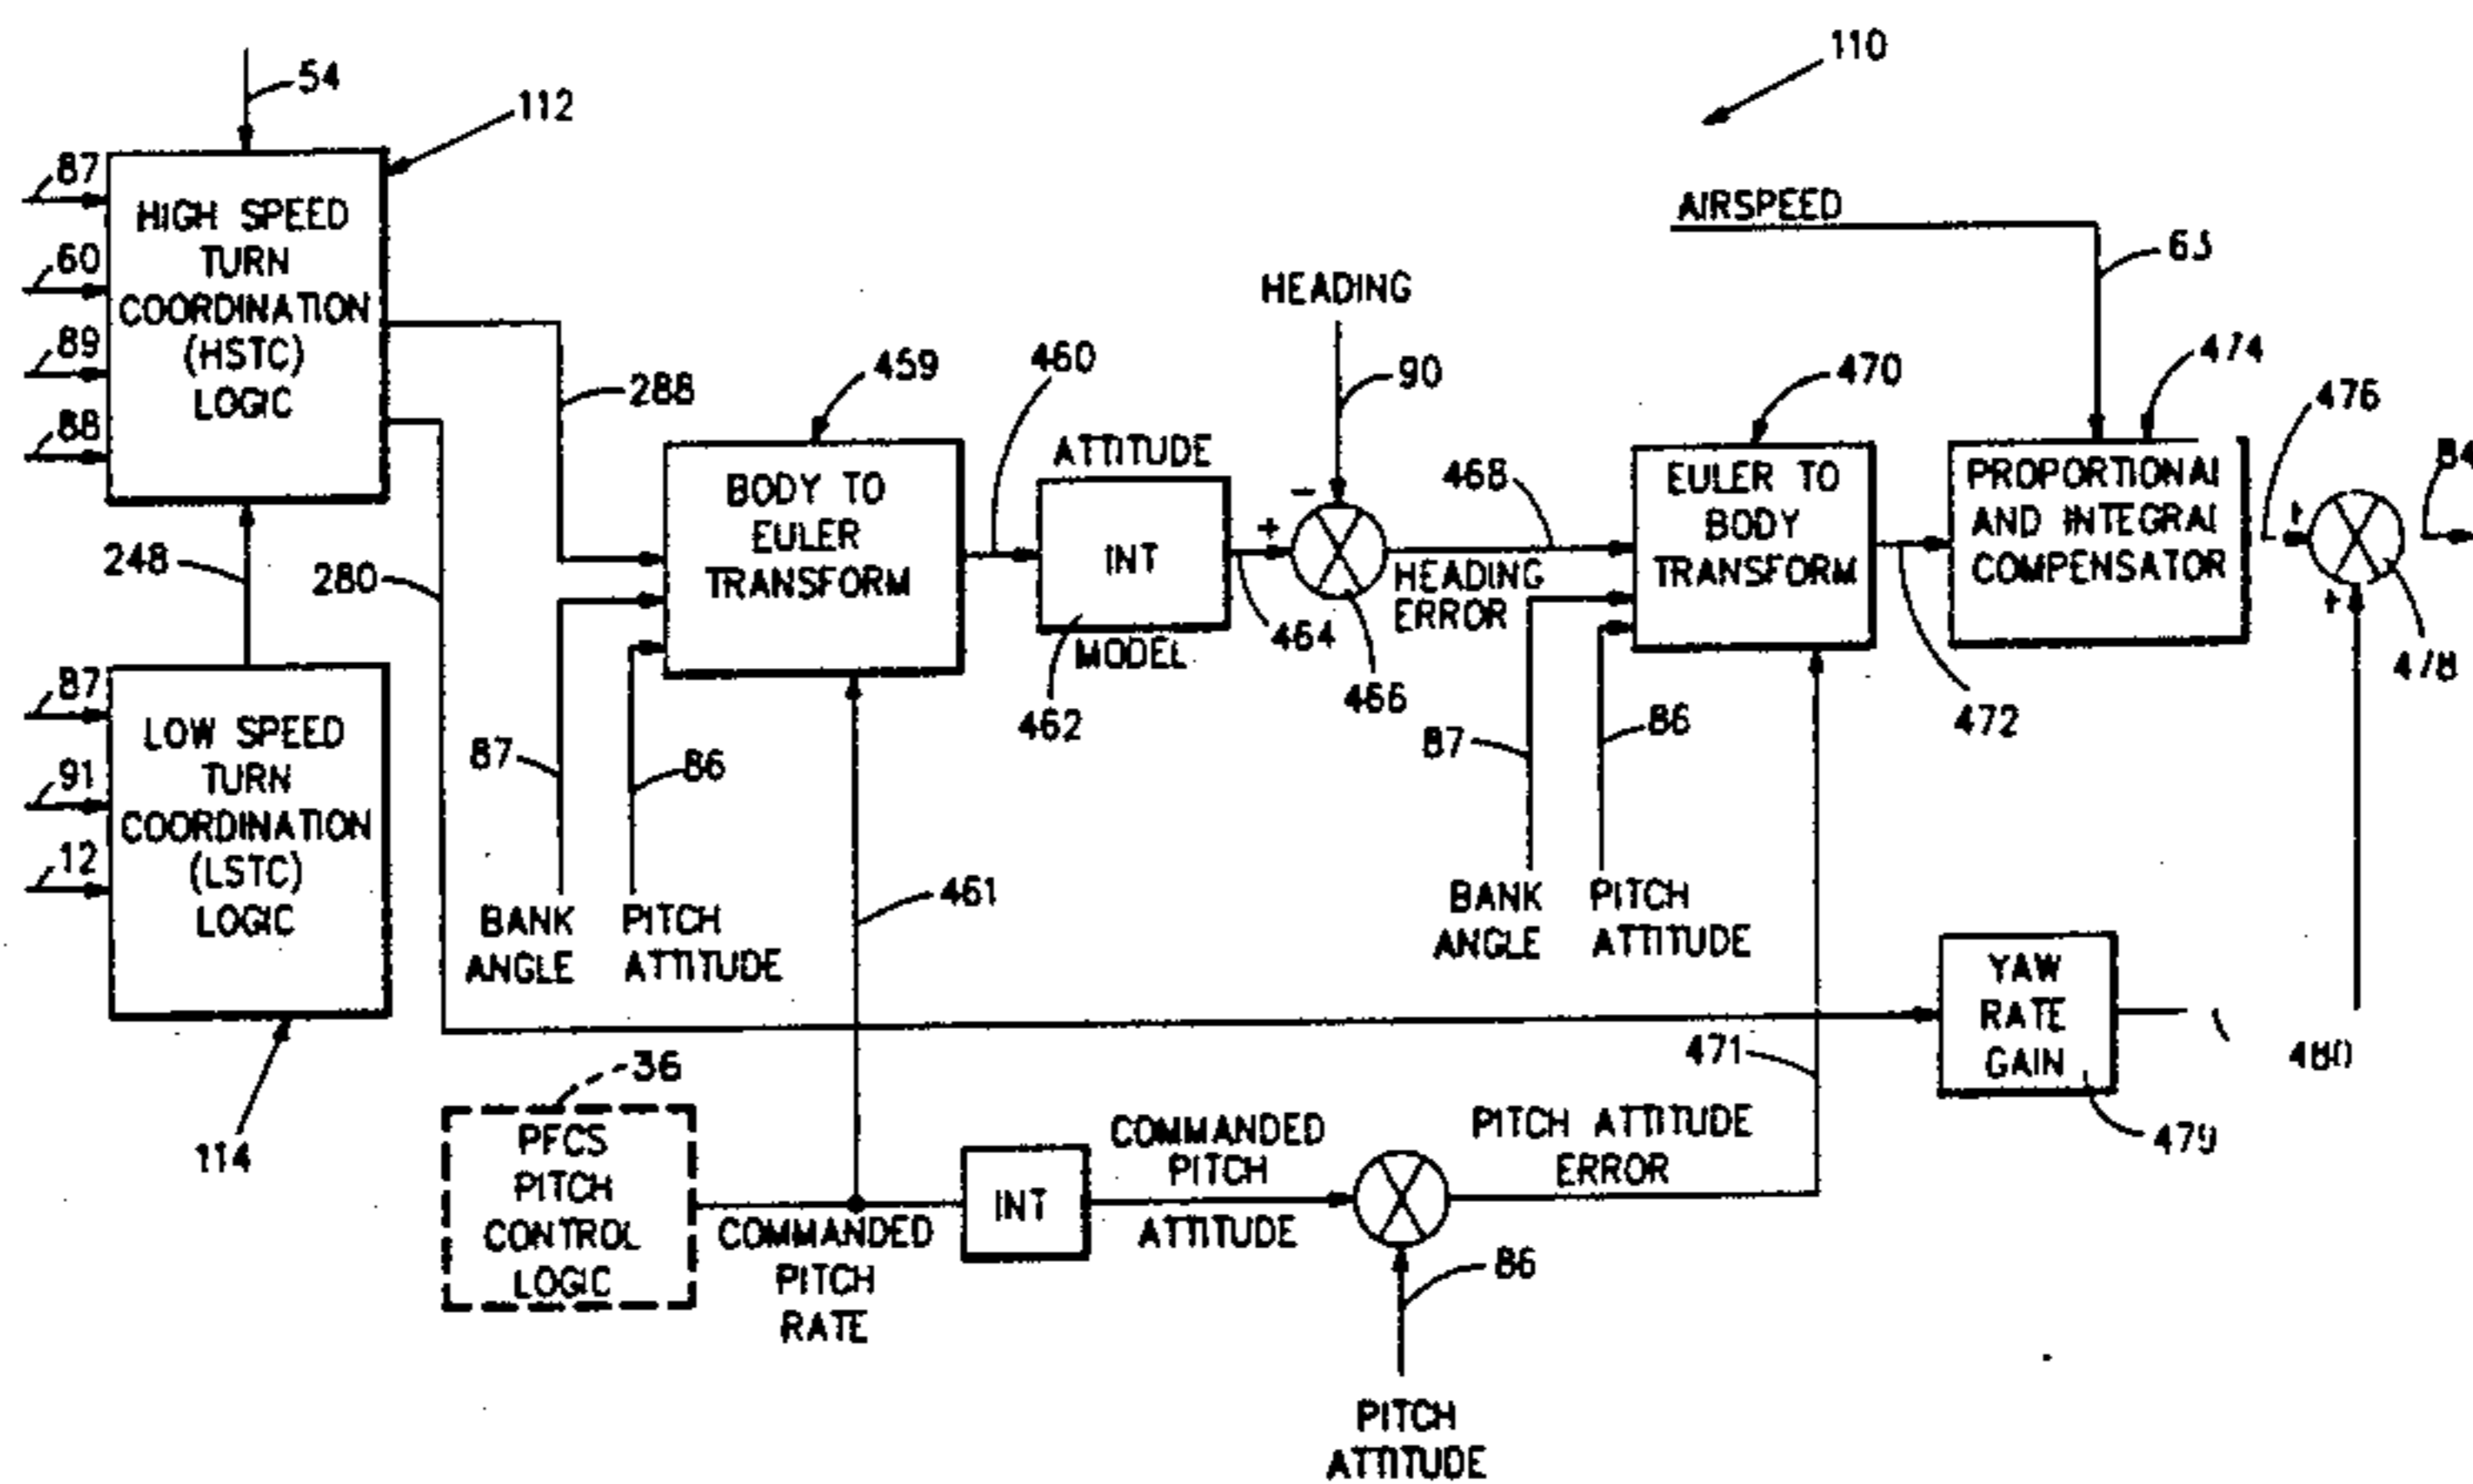 110
54
112
87
60
89
88
HIGH SPEED
TURN
COORDINATION
(HSTC)
LOGIC
AIRSPEED
63
HEADING
90
288
459
460
470
474
476
84
BODY TO
EULER
TRANSFORM
ATTITUDE
INT
MODEL
462
-
+
464
466
468
HEADING
ERROR
EULER TO
BODY
TRANSFORM
472
PROPORTIONAL
AND INTEGRAL
COMPENSATOR
+
+
478
248
280
87
91
12
LOW SPEED
TURN
COORDINATION
(LSTC)
LOGIC
114
87
86
BANK
ANGLE
PITCH
ATTITUDE
461
87
86
BANK
ANGLE
PITCH
ATTITUDE
471
YAW
RATE
GAIN
479
480
36
PFCS
PITCH
CONTROL
LOGIC
COMMANDED
PITCH
RATE
INT
COMMANDED
PITCH
ATTITUDE
PITCH ATTITUDE
ERROR
86
PITCH
ATTITUDE